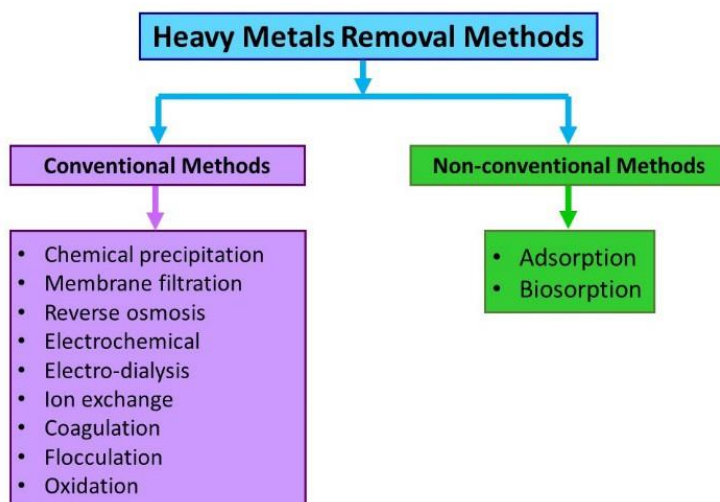 Heavy Metals Removal Methods
Conventional Methods
Non-conventional Methods
• Chemical precipitation
• Membrane filtration
• Reverse osmosis
• Electrochemical
• Electro-dialysis
• Ion exchange
• Coagulation
• Flocculation
• Oxidation
• Adsorption
• Biosorption